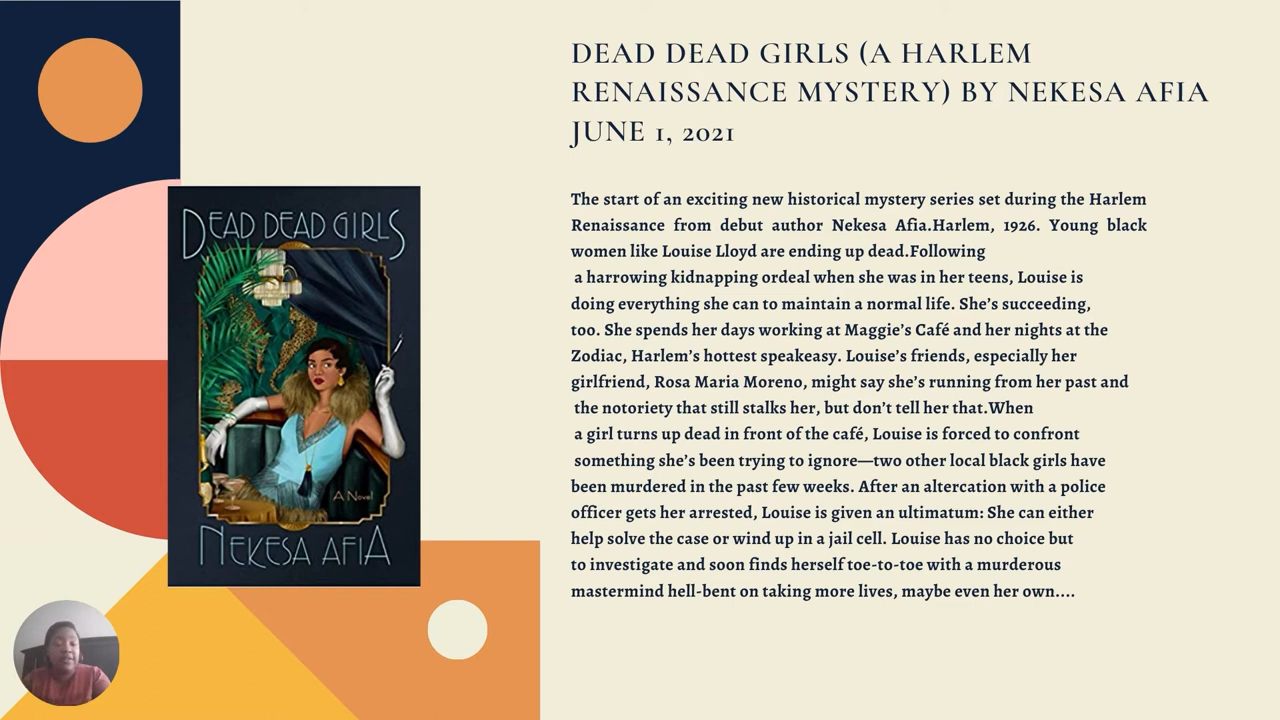 DEAD DEAD GIRLS (A HARLEM
RENAISSANCE MYSTERY) BY NEKESA AFIA
JUNE 1, 2021
DEAD DEAD GIRLS
A Novel
NEKESA AFIA
The start of an exciting new historical mystery series set during the Harlem
Renaissance from debut author Nekesa Afia.Harlem, 1926. Young black
women like Louise Lloyd are ending up dead.Following
a harrowing kidnapping ordeal when she was in her teens, Louise is
doing everything she can to maintain a normal life. She’s succeeding,
too. She spends her days working at Maggie’s Café and her nights at the
Zodiac, Harlem’s hottest speakeasy. Louise’s friends, especially her
girlfriend, Rosa Maria Moreno, might say she’s running from her past and
the notoriety that still stalks her, but don’t tell her that.When
a girl turns up dead in front of the café, Louise is forced to confront
something she’s been trying to ignore—two other local black girls have
been murdered in the past few weeks. After an altercation with a police
officer gets her arrested, Louise is given an ultimatum: She can either
help solve the case or wind up in a jail cell. Louise has no choice but
to investigate and soon finds herself toe-to-toe with a murderous
mastermind hell-bent on taking more lives, maybe even her own....